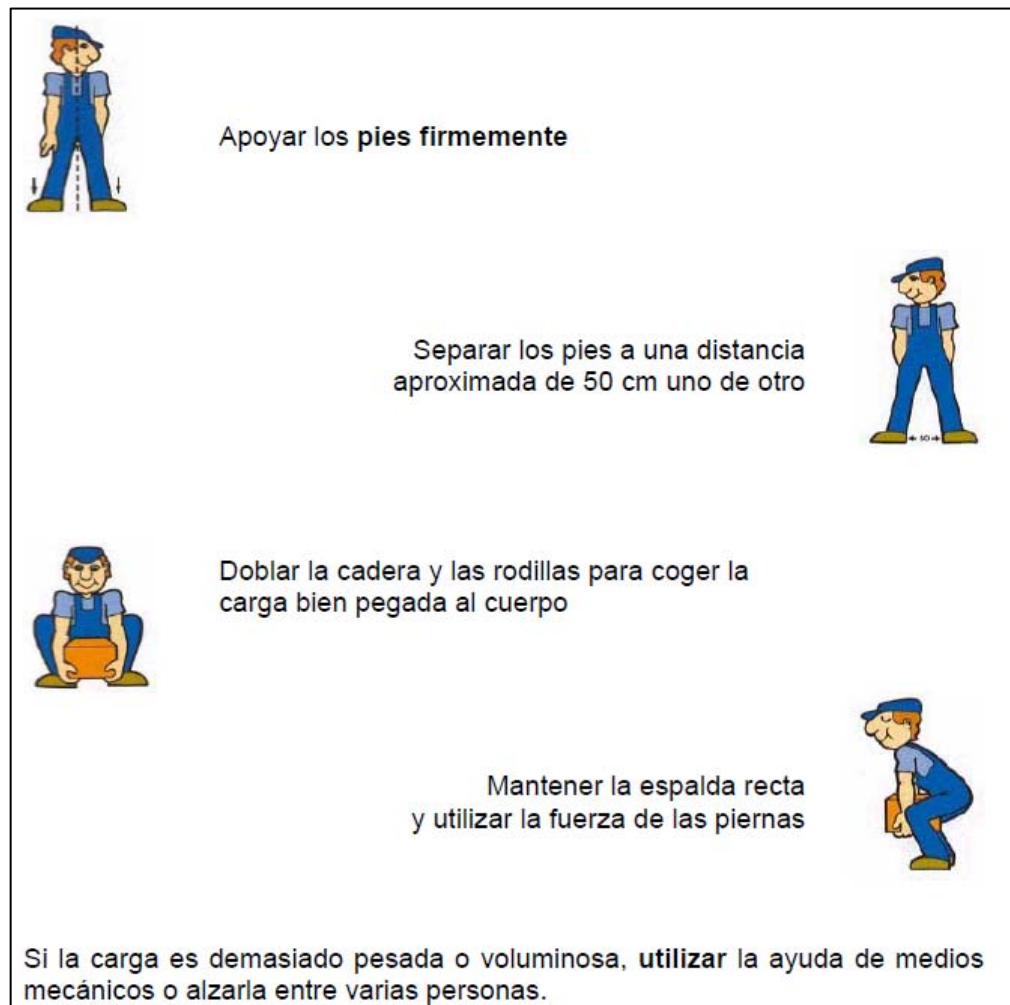 Apoyar los pies firmemente
Separar los pies a una distancia
aproximada de 50 cm uno de otro
50
Doblar la cadera y las rodillas para coger la
carga bien pegada al cuerpo
Mantener la espalda recta
y utilizar la fuerza de las piernas
Si la carga es demasiado pesada o voluminosa, utilizar la ayuda de medios
mecánicos o alzarla entre varias personas.